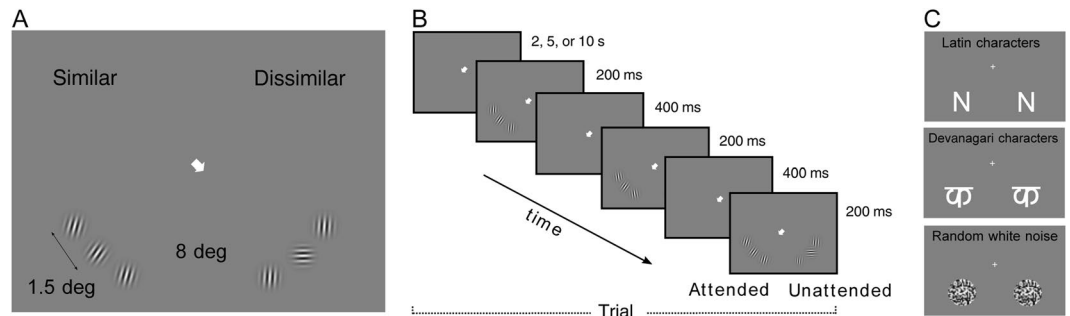 A
Similar
Dissimilar
8 deg
1.5 deg
B
2, 5, or 10 s
200 ms
400 ms
200 ms
400 ms
200 ms
time
Attended
Unattended
Trial
C
Latin characters
N N
Devanagari characters
क क
Random white noise